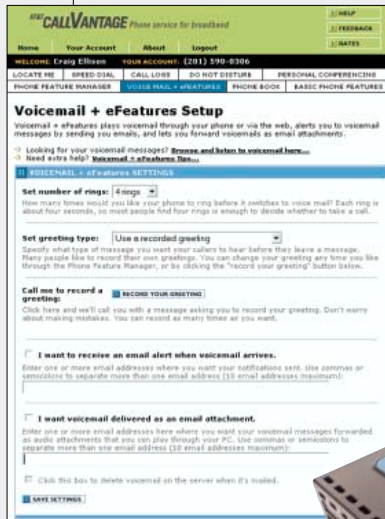 AT&T CALLVANTAGE Phone service for broadband
HELP
FEEDBACK
RATES
Home Your Account About Logout
WELCOME: Craig Ellison YOUR ACCOUNT: (201) 590-0306
LOCATE ME SPEED DIAL CALL LOGS DO NOT DISTURB PERSONAL CONFERENCING
PHONE FEATURE MANAGER VOICE MAIL + eFEATURES PHONE BOOK BASIC PHONE FEATURES
Voicemail + eFeatures Setup
Voicemail + eFeatures plays voicemail through your phone or via the web, alerts you to voicemail
messages by sending you emails, and lets you forward voicemails as email attachments.
Looking for your voicemail messages? Browse and listen to voicemail here...
Need extra help? Voicemail + eFeatures Tips...
VOICEMAIL + eFeatures SETTINGS
Set number of rings: 4 rings
How many times would you like your phone to ring before it switches to voice mail? Each ring is
about four seconds, so most people find four rings is enough to decide whether to take a call.
Set greeting type: Use a recorded greeting
Specify what type of message you want your callers to hear before they leave a message.
Many people like to record their own greetings. You can change your greeting any time you like
through the Phone Feature Manager, or by clicking the "record your greeting" button below.
Call me to record a
greeting: RECORD YOUR GREETING
Click here and we'll call you with a message asking you to record your greeting. Don't worry
about making mistakes. You can record as many times as you want.
I want to receive an email alert when voicemail arrives.
Enter one or more email addresses where you want your notifications sent. Use commas or
semicolons to separate more than one email address (10 email addresses maximum):
I want voicemail delivered as an email attachment.
Enter one or more email addresses here where you want your voicemail messages forwarded
as audio attachments that you can play through your PC. Use commas or semicolons to
separate more than one email address (10 email addresses maximum):
Click this box to delete voicemail on the server when it's mailed.
SAVE SETTINGS